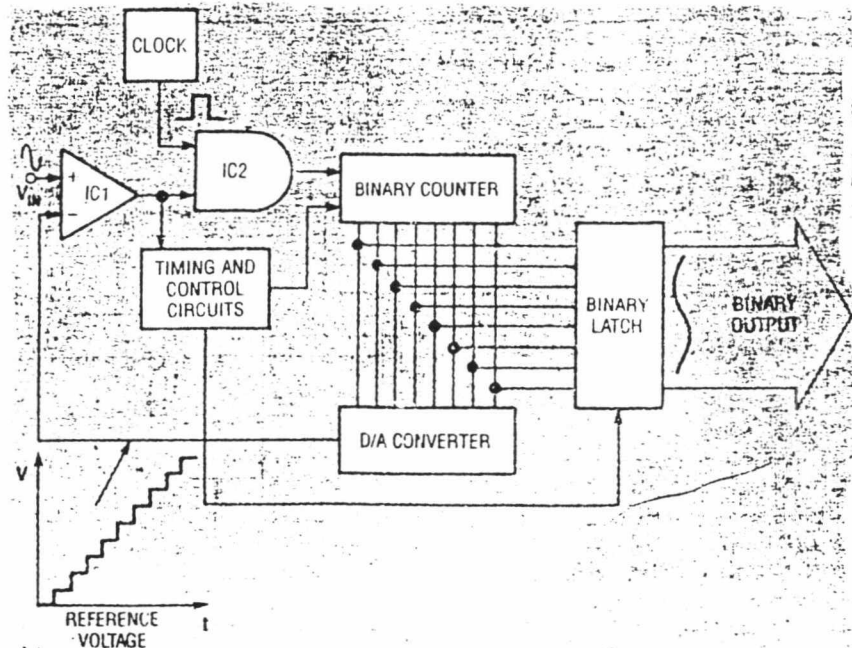 CLOCK
V_IN
+
−
IC1
IC2
BINARY COUNTER
TIMING AND
CONTROL
CIRCUITS
BINARY
LATCH
BINARY
OUTPUT
D/A CONVERTER
V
t
REFERENCE
VOLTAGE